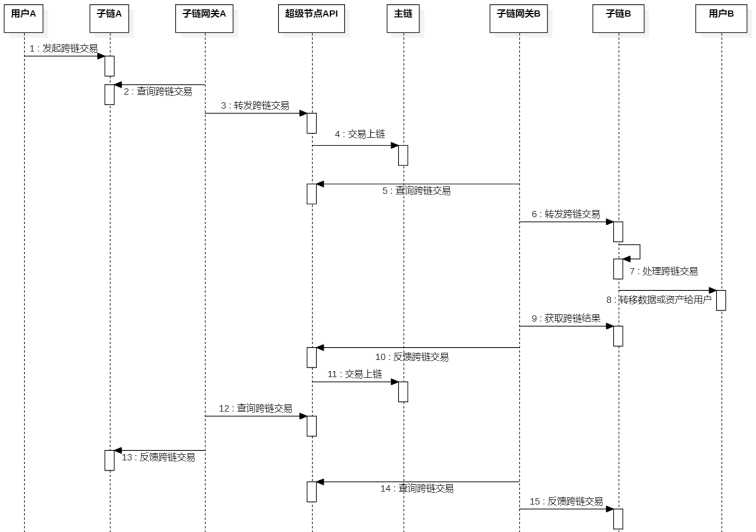 用户A
子链A
子链网关A
超级节点API
主链
子链网关B
子链B
用户B
1 : 发起跨链交易
2 : 查询跨链交易
3 : 转发跨链交易
4 : 交易上链
5 : 查询跨链交易
6 : 转发跨链交易
7 : 处理跨链交易
8 : 转移数据或资产给用户
9 : 获取跨链结果
10 : 反馈跨链交易
11 : 交易上链
12 : 查询跨链交易
13 : 反馈跨链交易
14 : 查询跨链交易
15 : 反馈跨链交易